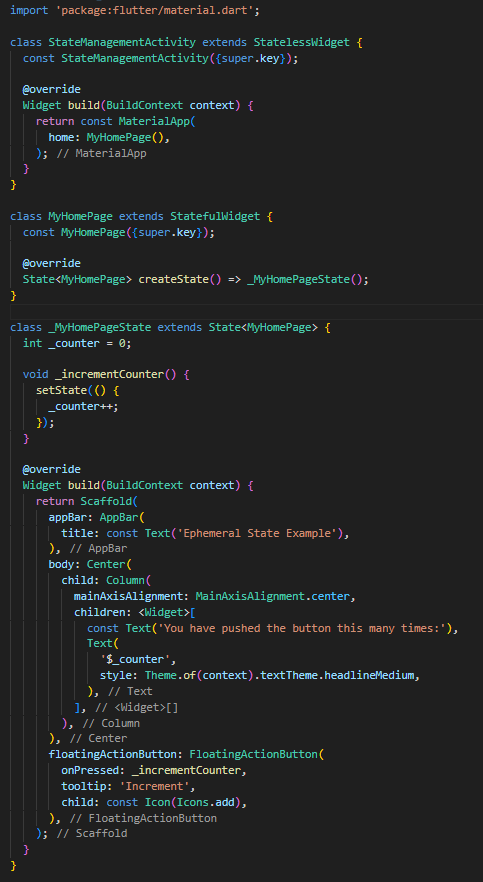 import 'package:flutter/material.dart';

class StateManagementActivity extends StatelessWidget {
  const StateManagementActivity({super.key});

  @override
  Widget build(BuildContext context) {
    return const MaterialApp(
      home: MyHomePage(),
    ); // MaterialApp
  }
}

class MyHomePage extends StatefulWidget {
  const MyHomePage({super.key});

  @override
  State<MyHomePage> createState() => _MyHomePageState();
}

class _MyHomePageState extends State<MyHomePage> {
  int _counter = 0;

  void _incrementCounter() {
    setState(() {
      _counter++;
    });
  }

  @override
  Widget build(BuildContext context) {
    return Scaffold(
      appBar: AppBar(
        title: const Text('Ephemeral State Example'),
      ), // AppBar
      body: Center(
        child: Column(
          mainAxisAlignment: MainAxisAlignment.center,
          children: <Widget>[
            const Text('You have pushed the button this many times:'),
            Text(
              '$_counter',
              style: Theme.of(context).textTheme.headlineMedium,
            ), // Text
          ], // <Widget>[]
        ), // Column
      ), // Center
      floatingActionButton: FloatingActionButton(
        onPressed: _incrementCounter,
        tooltip: 'Increment',
        child: const Icon(Icons.add),
      ), // FloatingActionButton
    ); // Scaffold
  }
}